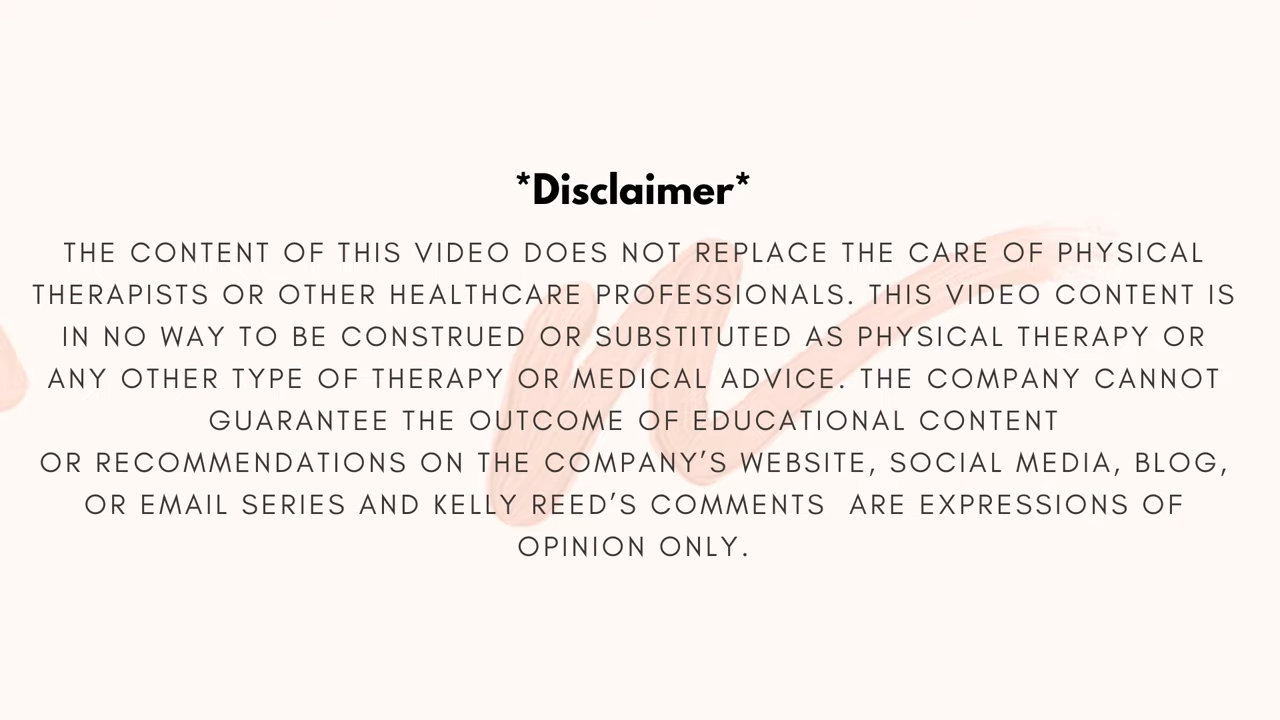 *Disclaimer*
THE CONTENT OF THIS VIDEO DOES NOT REPLACE THE CARE OF PHYSICAL
THERAPISTS OR OTHER HEALTHCARE PROFESSIONALS. THIS VIDEO CONTENT IS
IN NO WAY TO BE CONSTRUED OR SUBSTITUTED AS PHYSICAL THERAPY OR
ANY OTHER TYPE OF THERAPY OR MEDICAL ADVICE. THE COMPANY CANNOT
GUARANTEE THE OUTCOME OF EDUCATIONAL CONTENT
OR RECOMMENDATIONS ON THE COMPANY’S WEBSITE, SOCIAL MEDIA, BLOG,
OR EMAIL SERIES AND KELLY REED’S COMMENTS  ARE EXPRESSIONS OF
OPINION ONLY.